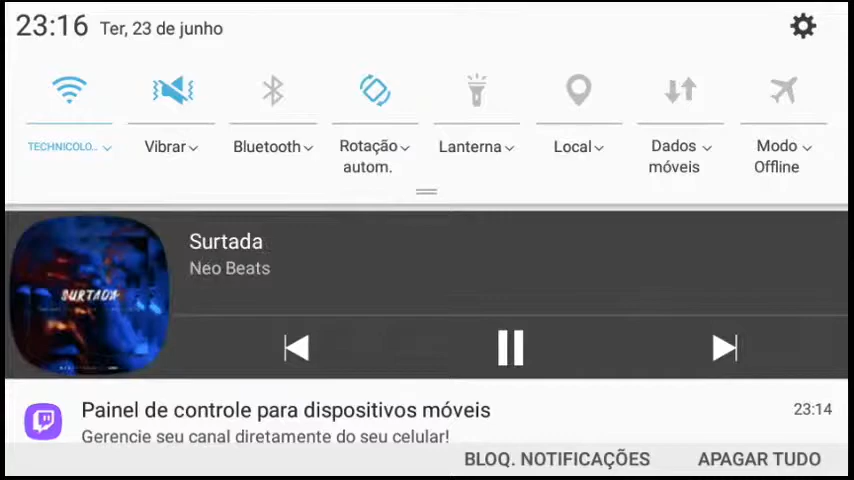 23:16 Ter, 23 de junho
TECHNICOLO..
Vibrar
Bluetooth
Rotação
autom.
Lanterna
Local
Dados
móveis
Modo
Offline
SURTADA
Surtada
Neo Beats
Painel de controle para dispositivos móveis
23:14
Gerencie seu canal diretamente do seu celular!
BLOQ. NOTIFICAÇÕES
APAGAR TUDO